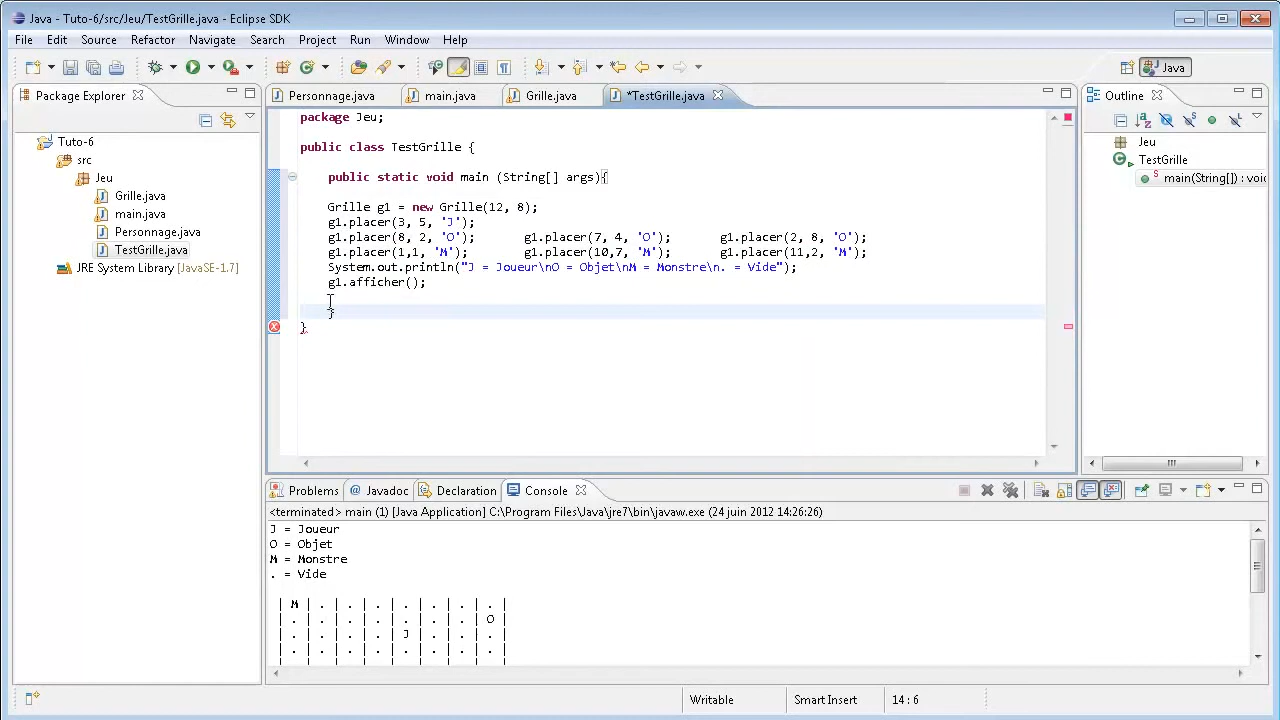 Java - Tuto-6/src/Jeu/TestGrille.java - Eclipse SDK
File Edit Source Refactor Navigate Search Project Run Window Help
Java
Package Explorer
Personnage.java main.java Grille.java *TestGrille.java
Outline
Tuto-6
src
Jeu
Grille.java
main.java
Personnage.java
TestGrille.java
JRE System Library [JavaSE-1.7]
package Jeu;
public class TestGrille {
public static void main (String[] args){
Grille g1 = new Grille(12, 8);
g1.placer(3, 5, 'J');
g1.placer(8, 2, 'O'); g1.placer(7, 4, 'O'); g1.placer(2, 8, 'O');
g1.placer(1,1, 'M'); g1.placer(10,7, 'M'); g1.placer(11,2, 'M');
System.out.println("J = Joueur\nO = Objet\nM = Monstre\n. = Vide");
g1.afficher();
}
}
Jeu
TestGrille
main(String[]) : voic
Problems @ Javadoc Declaration Console
<terminated> main (1) [Java Application] C:\Program Files\Java\jre7\bin\javaw.exe (24 juin 2012 14:26:26)
J = Joueur
O = Objet
M = Monstre
. = Vide
| M | . | . | . | . | . | . | . |
| . | . | . | . | . | . | . | O |
| . | . | . | . | J | . | . | . |
| . | . | . | . | . | . | . | . |
Writable Smart Insert 14 : 6